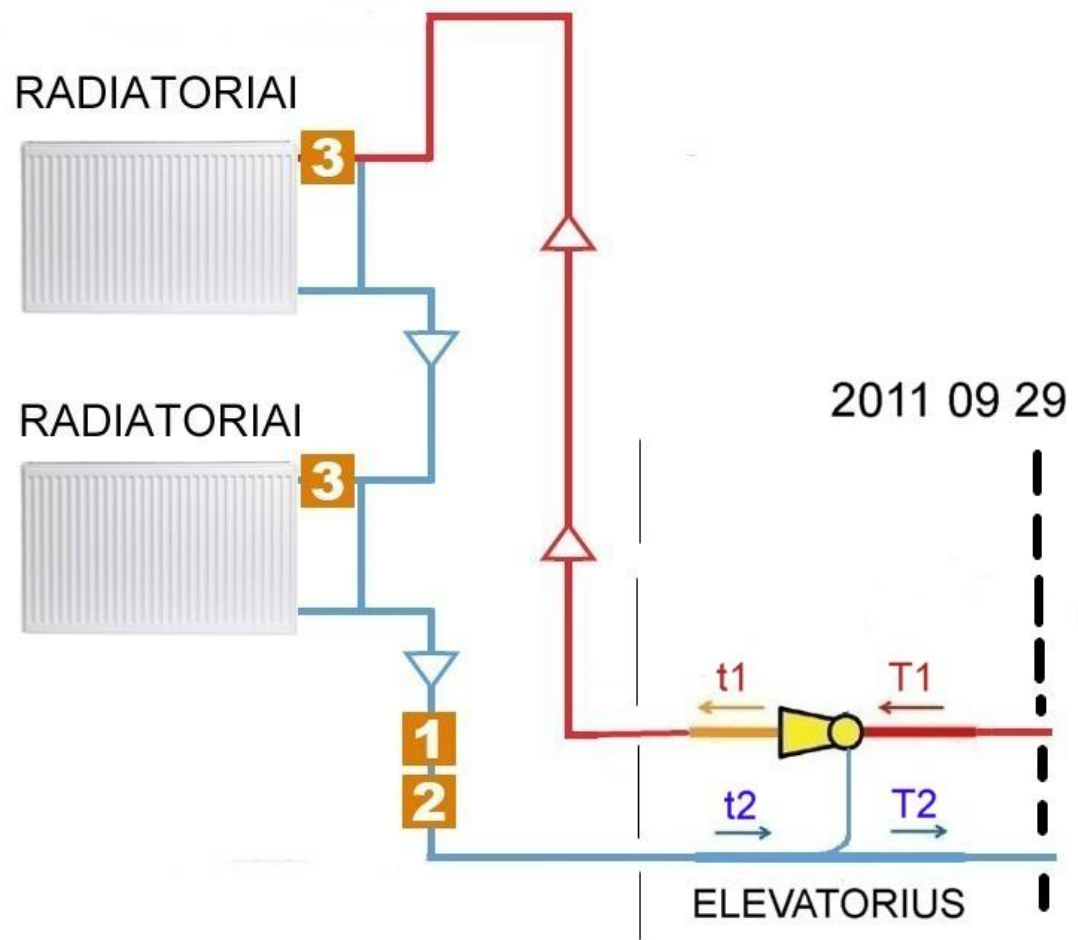 RADIATORIAI
3
RADIATORIAI
3
2011 09 29
t1
T1
1
2
t2
T2
ELEVATORIUS